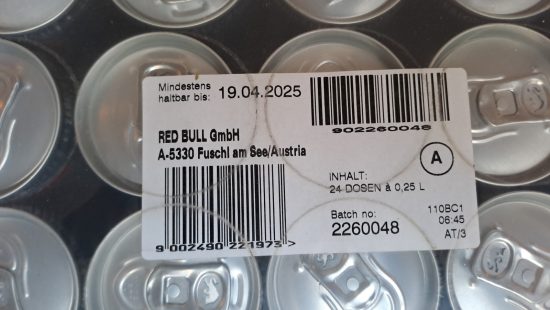 Mindestens
haltbar bis: 19.04.2025
902260048
RED BULL GmbH
A-5330 Fuschl am See/Austria
A
INHALT:
24 DOSEN à 0,25 L
9 002490 221973 >
Batch no:
2260048
110BC1
06:45
AT/3